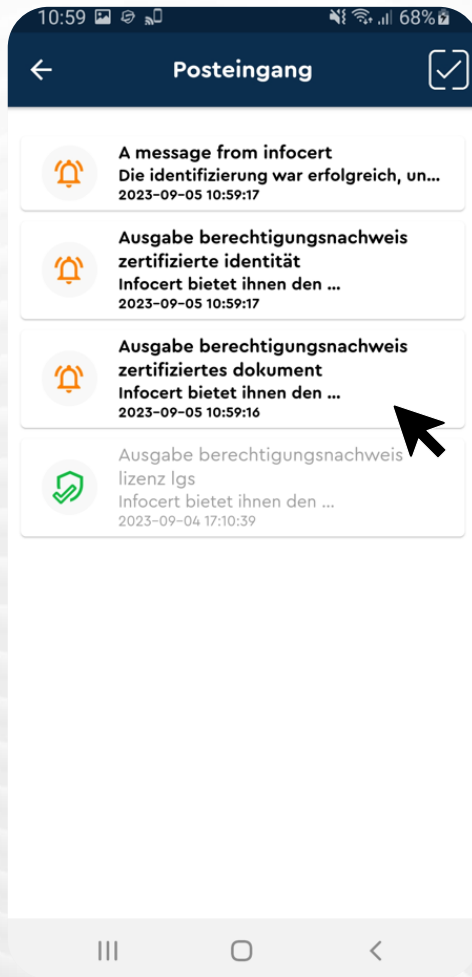 10:59 68%
Posteingang
A message from infocert
Die identifizierung war erfolgreich, un...
2023-09-05 10:59:17
Ausgabe berechtigungsnachweis
zertifizierte identität
Infocert bietet ihnen den ...
2023-09-05 10:59:17
Ausgabe berechtigungsnachweis
zertifiziertes dokument
Infocert bietet ihnen den ...
2023-09-05 10:59:16
Ausgabe berechtigungsnachweis
lizenz lgs
Infocert bietet ihnen den ...
2023-09-04 17:10:39